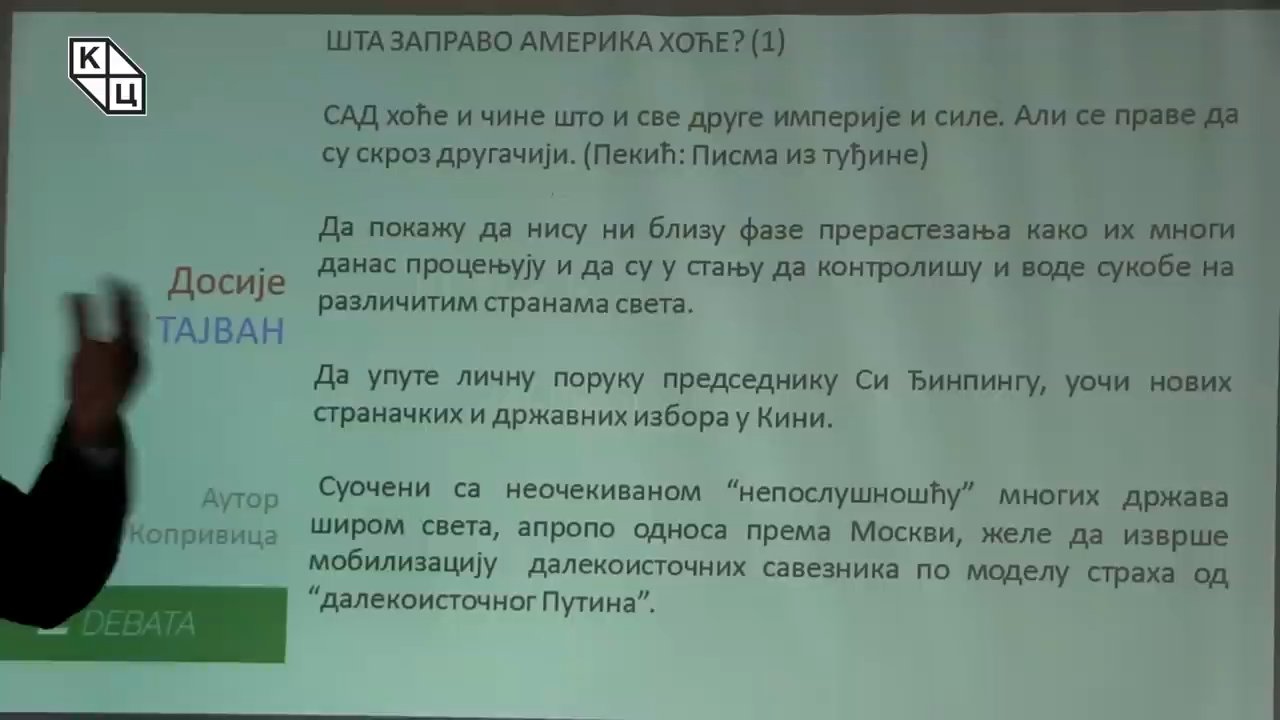 К
Ц
ШТА ЗАПРАВО АМЕРИКА ХОЋЕ? (1)
САД хоће и чине што и све друге империје и силе. Али се праве да
су скроз другачији. (Пекић: Писма из туђине)
Да покажу да нису ни близу фазе прерастезања како их многи
данас процењују и да су у стању да контролишу и воде сукобе на
различитим странама света.
Да упуте личну поруку председнику Си Ђинпингу, уочи нових
страначких и државних избора у Кини.
Суочени са неочекиваном “непослушношћу” многих држава
широм света, апропо односа према Москви, желе да изврше
мобилизацију далекоисточних савезника по моделу страха од
“далекоисточног Путина”.
Досије
ТАЈВАН
Аутор
Копривица
DEBATA